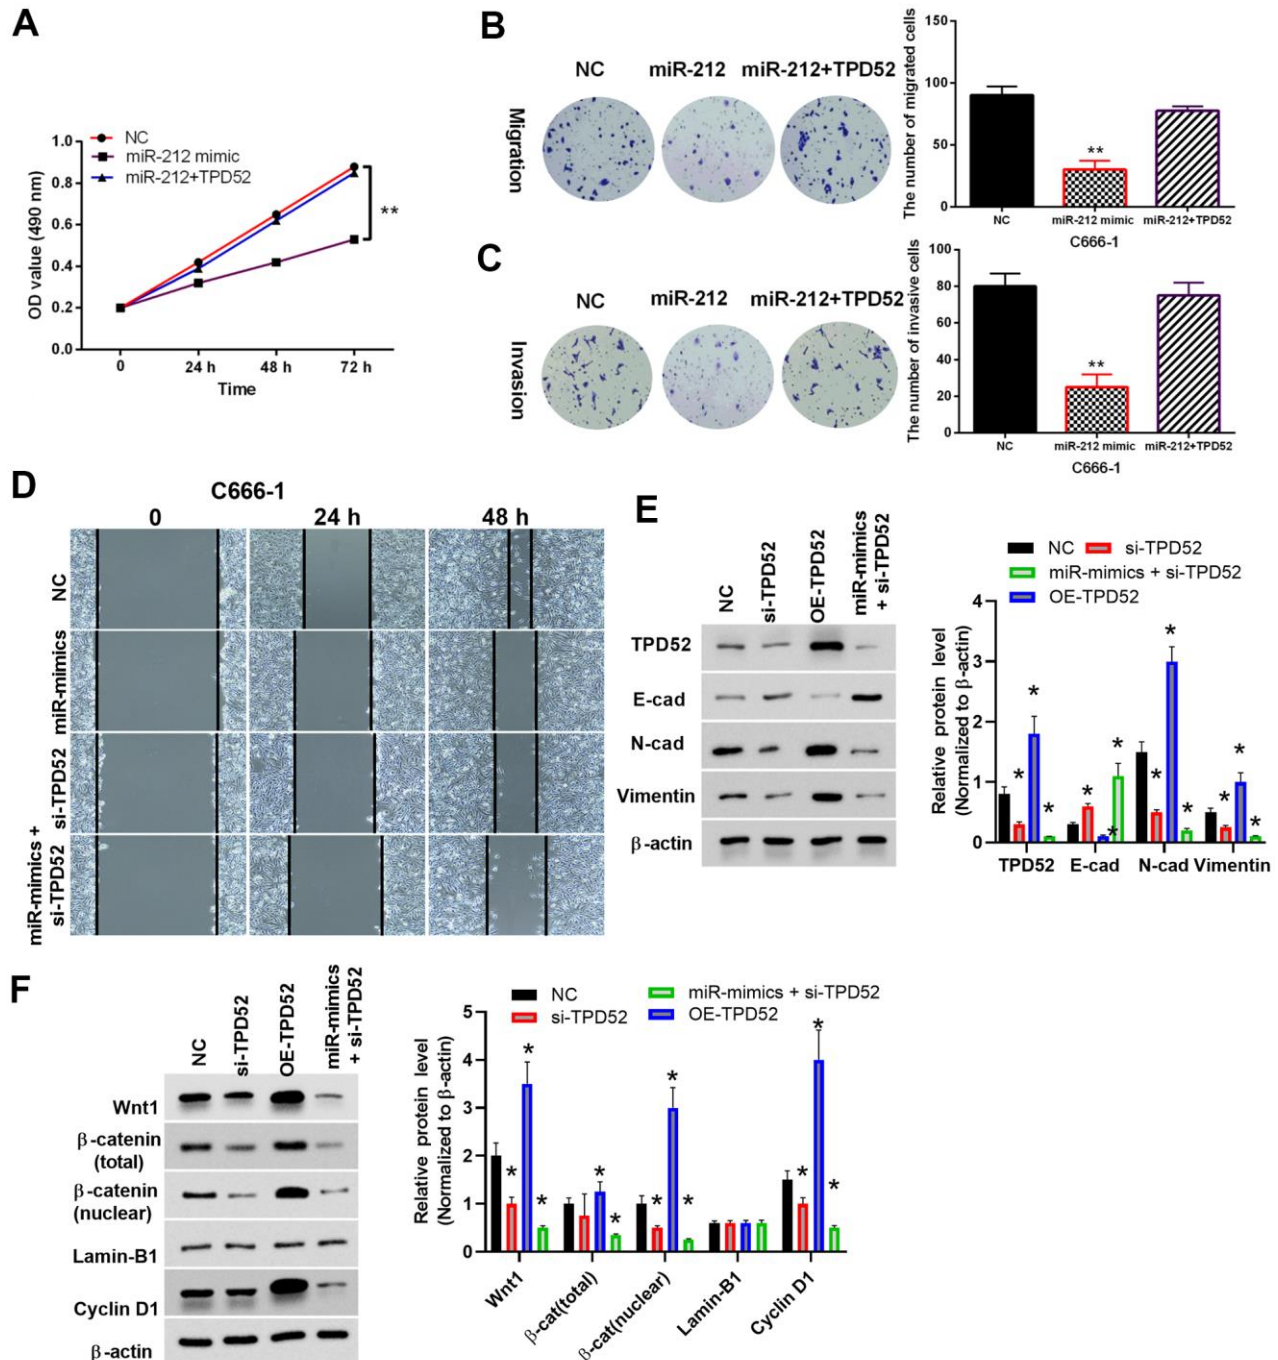 A
NC
miR-212 mimic
miR-212+TPD52
OD value (490 nm)
1.0
0.8
0.6
0.4
0.2
0.0
**
0
24 h
48 h
72 h
Time
B
NC
miR-212
miR-212+TPD52
Migration
The number of migrated cells
150
100
50
0
**
NC
miR-212 mimic
miR-212+TPD52
C666-1
C
NC
miR-212
miR-212+TPD52
Invasion
The number of invasive cells
80
60
40
20
0
**
NC
miR-212 mimic
miR-212+TPD52
C666-1
D
C666-1
0
24 h
48 h
NC
miR-mimics
si-TPD52
miR-mimics +
si-TPD52
E
NC
si-TPD52
OE-TPD52
miR-mimics
+ si-TPD52
TPD52
E-cad
N-cad
Vimentin
β-actin
NC
si-TPD52
miR-mimics + si-TPD52
OE-TPD52
Relative protein level
(Normalized to β-actin)
4
3
2
1
0
* * *
* * *
* * *
* * *
TPD52
E-cad
N-cad
Vimentin
F
NC
si-TPD52
OE-TPD52
miR-mimics
+ si-TPD52
Wnt1
β-catenin
(total)
β-catenin
(nuclear)
Lamin-B1
Cyclin D1
β-actin
NC
si-TPD52
miR-mimics + si-TPD52
OE-TPD52
Relative protein level
(Normalized to β-actin)
5
4
3
2
1
0
* * *
* *
* * *
* * *
Wnt1
β-cat(total)
β-cat(nuclear)
Lamin-B1
Cyclin D1